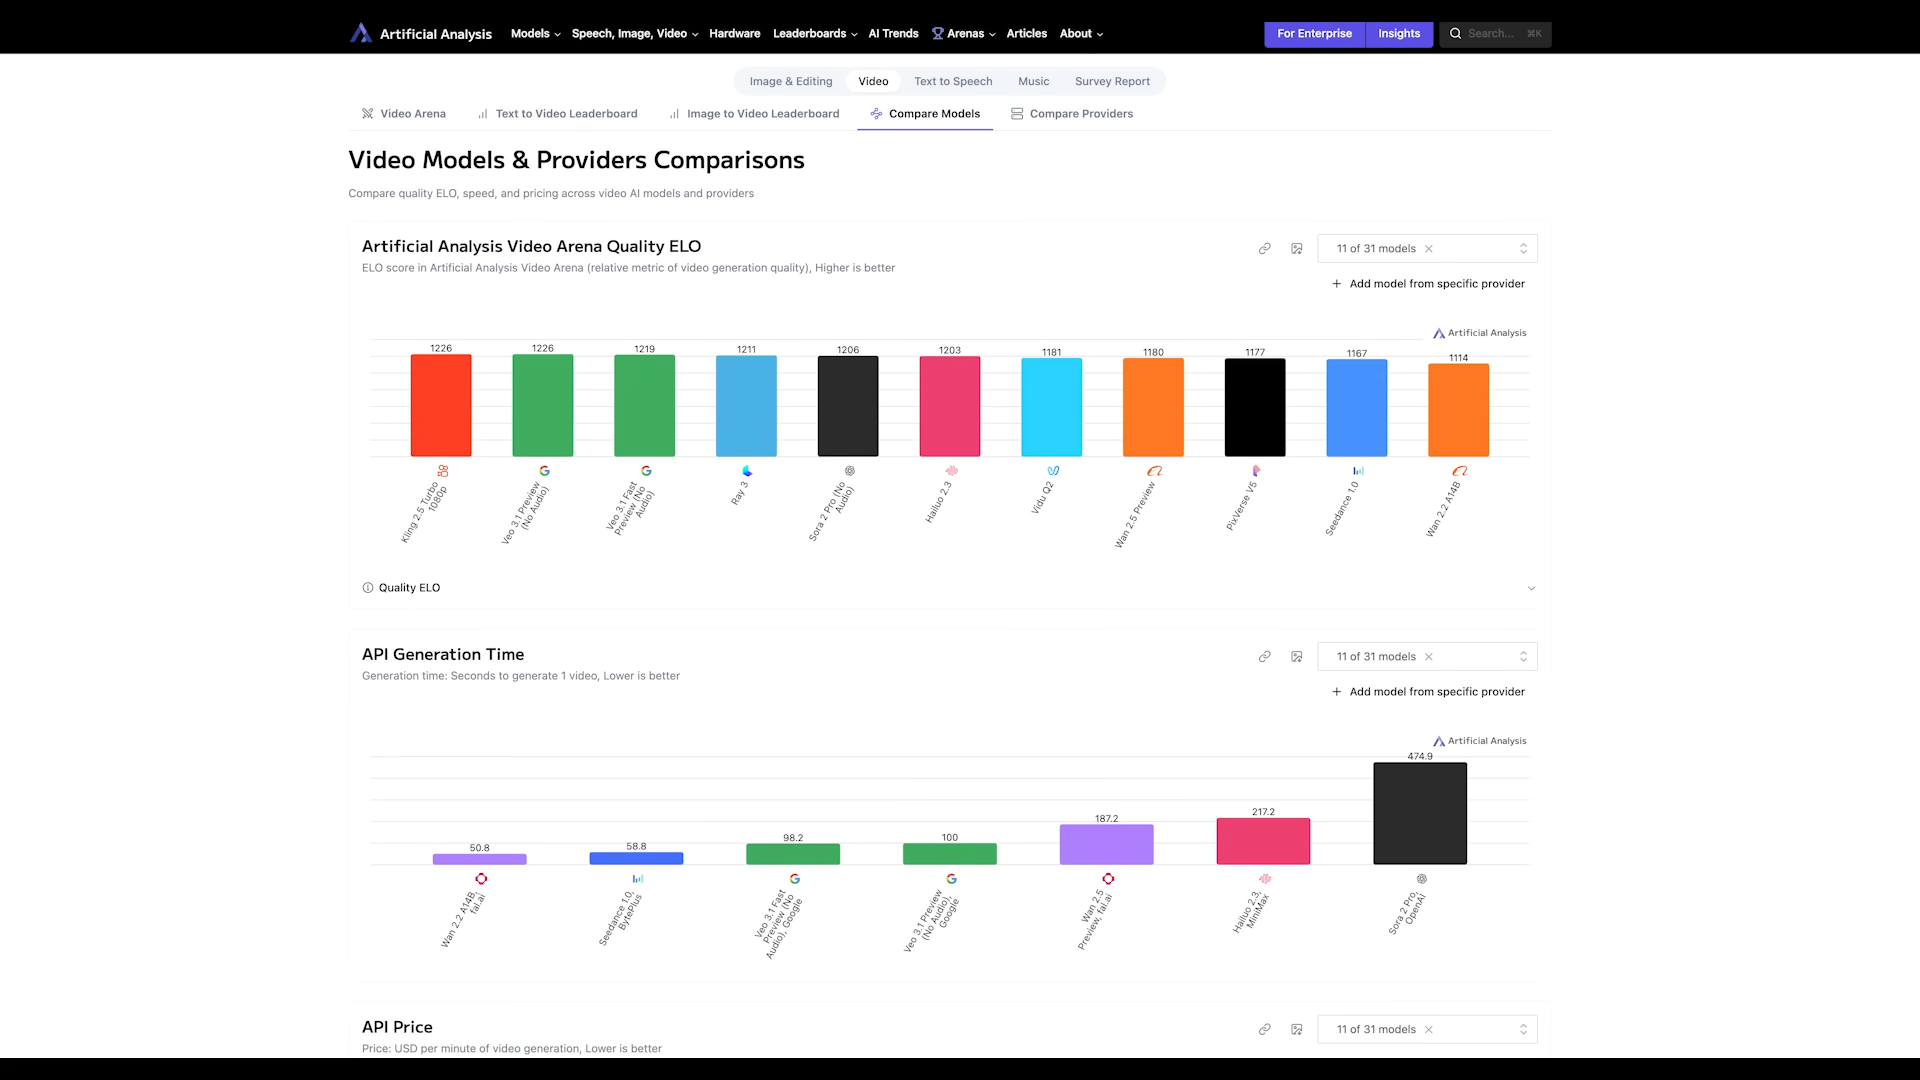 Artificial Analysis Models Speech, Image, Video Hardware Leaderboards AI Trends Arenas Articles About For Enterprise Insights Search... ⌘K
Image & Editing Video Text to Speech Music Survey Report
Video Arena Text to Video Leaderboard Image to Video Leaderboard Compare Models Compare Providers
Video Models & Providers Comparisons
Compare quality ELO, speed, and pricing across video AI models and providers
Artificial Analysis Video Arena Quality ELO
11 of 31 models
ELO score in Artificial Analysis Video Arena (relative metric of video generation quality), Higher is better
Add model from specific provider
Artificial Analysis
1226 1226 1219 1211 1206 1203 1181 1180 1177 1167 1114
Kling 2.5 Turbo
1080p
Veo 3.1 Preview
(No Audio)
Veo 3.1 Fast
Preview (No
Audio)
Ray 3
Sora 2 Pro (No
Audio)
Hailuo 2.3
Vidu Q2
Wan 2.5 Preview
PixVerse V5
Seedance 1.0
Wan 2.2 A14B
Quality ELO
API Generation Time
11 of 31 models
Generation time: Seconds to generate 1 video, Lower is better
Add model from specific provider
Artificial Analysis
50.8 58.8 98.2 100 187.2 217.2 474.9
Wan 2.2 A14B,
fal.ai
Seedance 1.0,
BytePlus
Veo 3.1 Fast
Preview (No
Audio), Google
Veo 3.1 Preview
(No Audio),
Google
Wan 2.5
Preview, fal.ai
Hailuo 2.3,
MiniMax
Sora 2 Pro,
OpenAI
API Price
11 of 31 models
Price: USD per minute of video generation, Lower is better